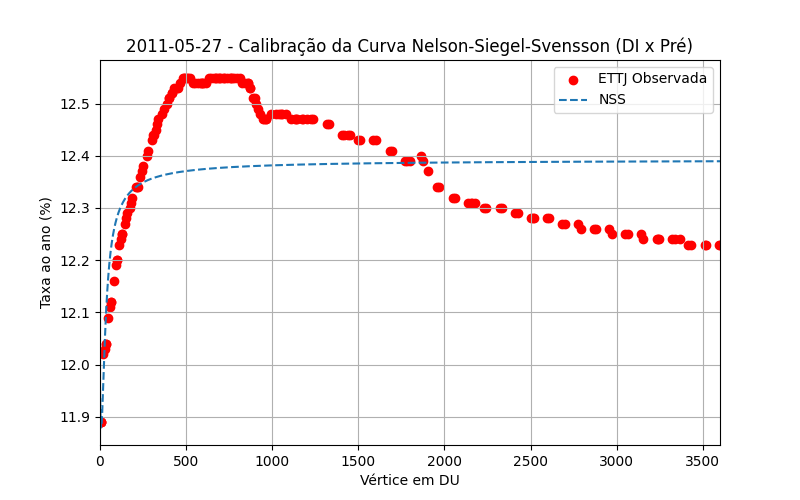 2011-05-27 - Calibração da Curva Nelson-Siegel-Svensson (DI x Pré)
ETTJ Observada
NSS
Taxa ao ano (%)
12.5
12.4
12.3
12.2
12.1
12.0
11.9
0 500 1000 1500 2000 2500 3000 3500
Vértice em DU